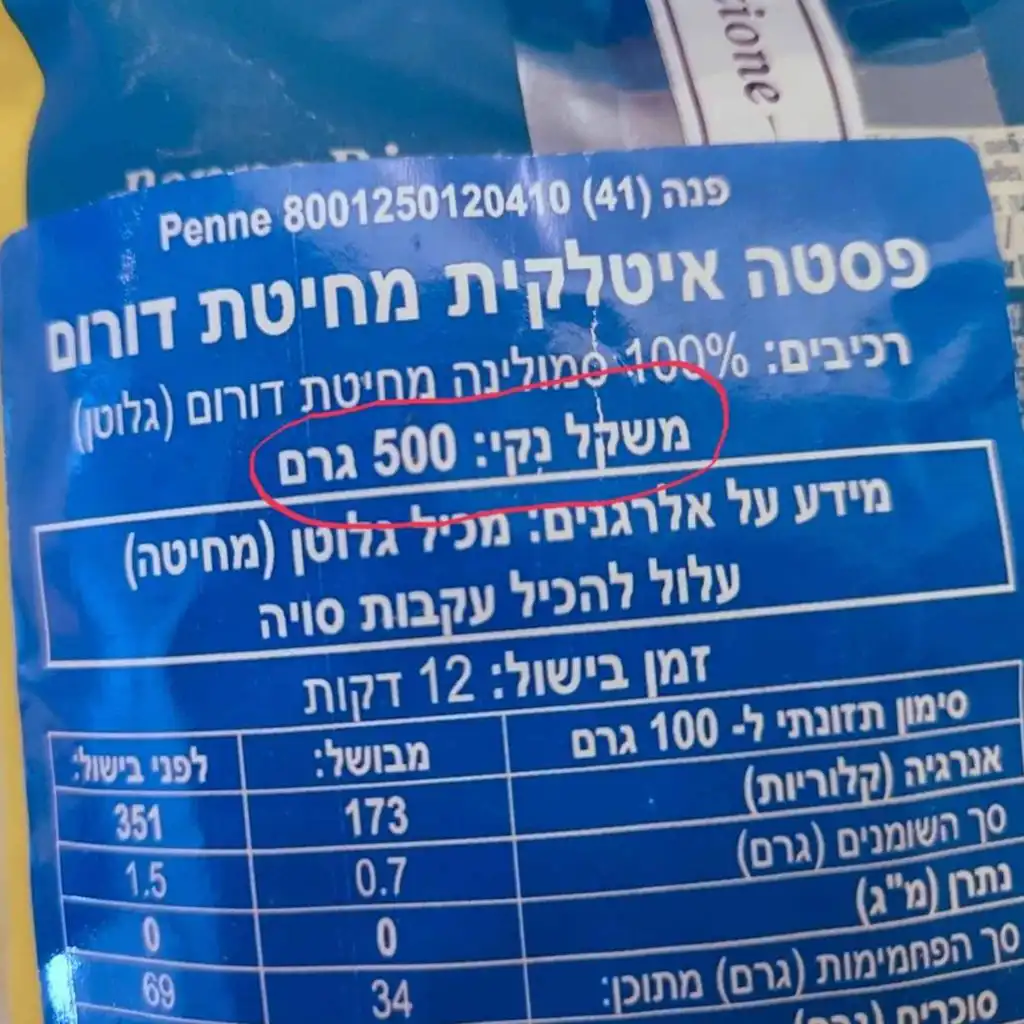 zione
פנה (41) Penne 8001250120410
פסטה איטלקית מחיטת דורום
רכיבים: 100% סמולינה מחיטת דורום (גלוטן)
משקל נקי: 500 גרם
מידע על אלרגנים: מכיל גלוטן (מחיטה)
עלול להכיל עקבות סויה
זמן בישול: 12 דקות
סימון תזונתי ל- 100 גרם מבושל: לפני בישול:
אנרגיה (קלוריות) 173 351
סך השומנים (גרם) 0.7 1.5
נתרן (מ"ג) 0 0
סך הפחמימות (גרם) מתוכן: 34 69
סוכרים (גרם)